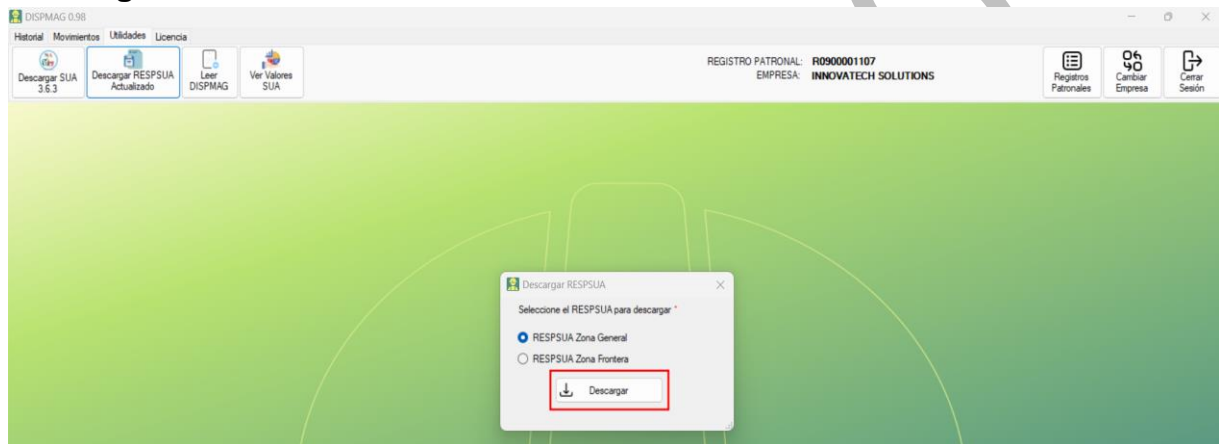 DISPMAG 0.98
Historial Movimientos Utilidades Licencia
Descargar SUA 3.6.3
Descargar RESPSUA Actualizado
Leer DISPMAG
Ver Valores SUA
REGISTRO PATRONAL: R0900001107
EMPRESA: INNOVATECH SOLUTIONS
Registros Patronales
Cambiar Empresa
Cerrar Sesión
Descargar RESPSUA
Seleccione el RESPSUA para descargar *
RESPSUA Zona General
RESPSUA Zona Frontera
Descargar